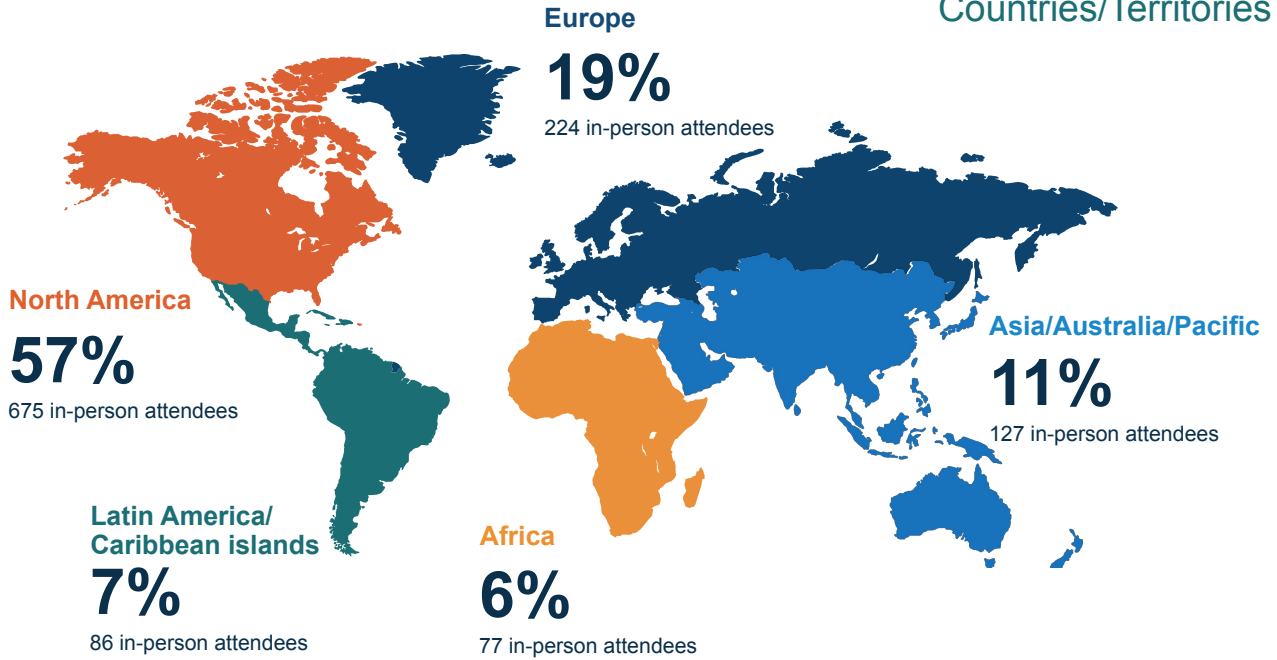 Countries/Territories
Europe
19%
224 in-person attendees
North America
57%
675 in-person attendees
Asia/Australia/Pacific
11%
127 in-person attendees
Latin America/
Caribbean islands
7%
86 in-person attendees
Africa
6%
77 in-person attendees